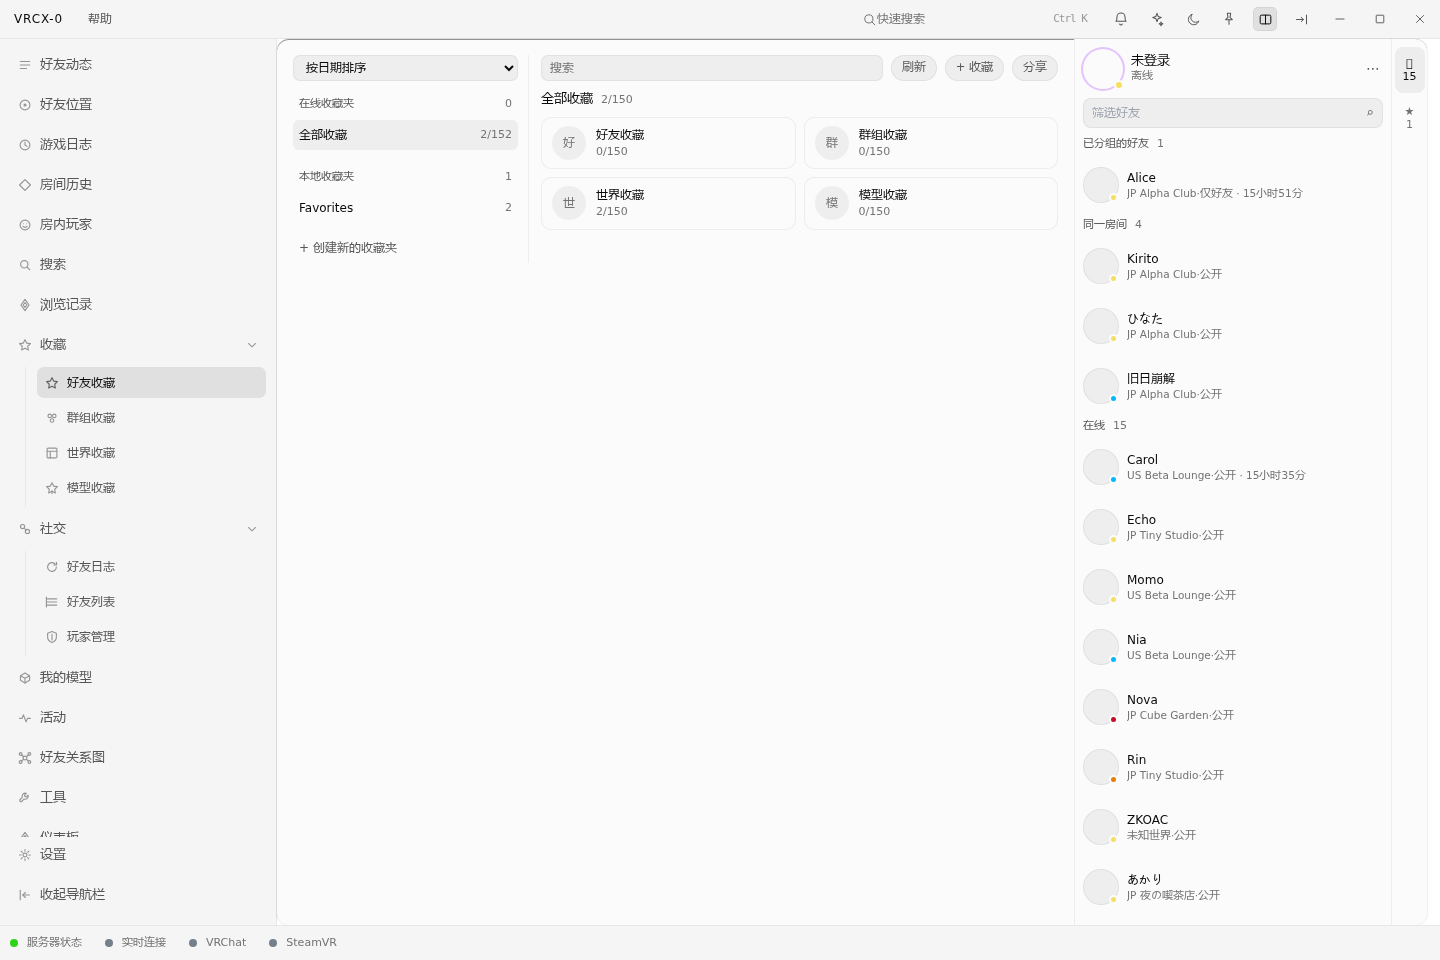 VRCX-0
帮助
快速搜索
Ctrl K
好友动态
好友位置
游戏日志
房间历史
房内玩家
搜索
浏览记录
收藏
好友收藏
群组收藏
世界收藏
模型收藏
社交
好友日志
好友列表
玩家管理
我的模型
活动
好友关系图
工具
仪表板
设置
收起导航栏
按日期排序
在线收藏夹 0
全部收藏 2/152
本地收藏夹 1
Favorites 2
+ 创建新的收藏夹
搜索
刷新
+ 收藏
分享
全部收藏 2/150
好
好友收藏
0/150
群
群组收藏
0/150
世
世界收藏
2/150
模
模型收藏
0/150
未登录
离线
筛选好友
已分组的好友 1
Alice
JP Alpha Club·仅好友 · 15小时51分
同一房间 4
Kirito
JP Alpha Club·公开
ひなた
JP Alpha Club·公开
旧日崩解
JP Alpha Club·公开
在线 15
Carol
US Beta Lounge·公开 · 15小时35分
Echo
JP Tiny Studio·公开
Momo
US Beta Lounge·公开
Nia
US Beta Lounge·公开
Nova
JP Cube Garden·公开
Rin
JP Tiny Studio·公开
ZKOAC
未知世界·公开
あかり
JP 夜の喫茶店·公开
15
★
1
服务器状态
实时连接
VRChat
SteamVR